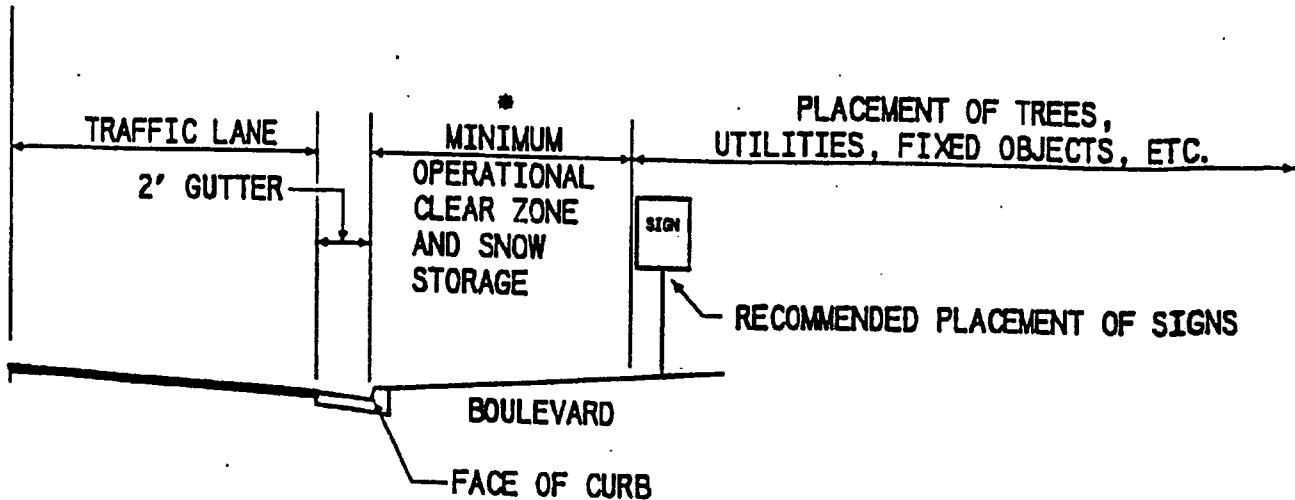 TRAFFIC LANE
2' GUTTER
*
MINIMUM
OPERATIONAL
CLEAR ZONE
AND SNOW
STORAGE
PLACEMENT OF TREES,
UTILITIES, FIXED OBJECTS, ETC.
SIGN
RECOMMENDED PLACEMENT OF SIGNS
BOULEVARD
FACE OF CURB